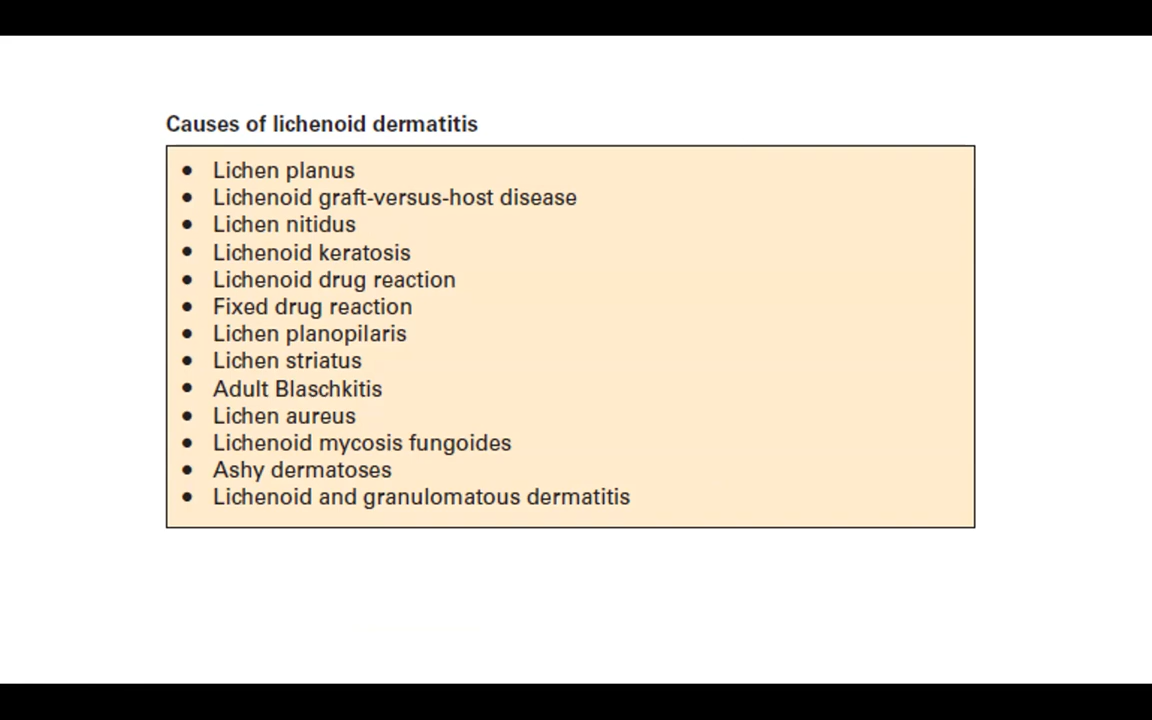 Causes of lichenoid dermatitis
• Lichen planus
• Lichenoid graft-versus-host disease
• Lichen nitidus
• Lichenoid keratosis
• Lichenoid drug reaction
• Fixed drug reaction
• Lichen planopilaris
• Lichen striatus
• Adult Blaschkitis
• Lichen aureus
• Lichenoid mycosis fungoides
• Ashy dermatoses
• Lichenoid and granulomatous dermatitis